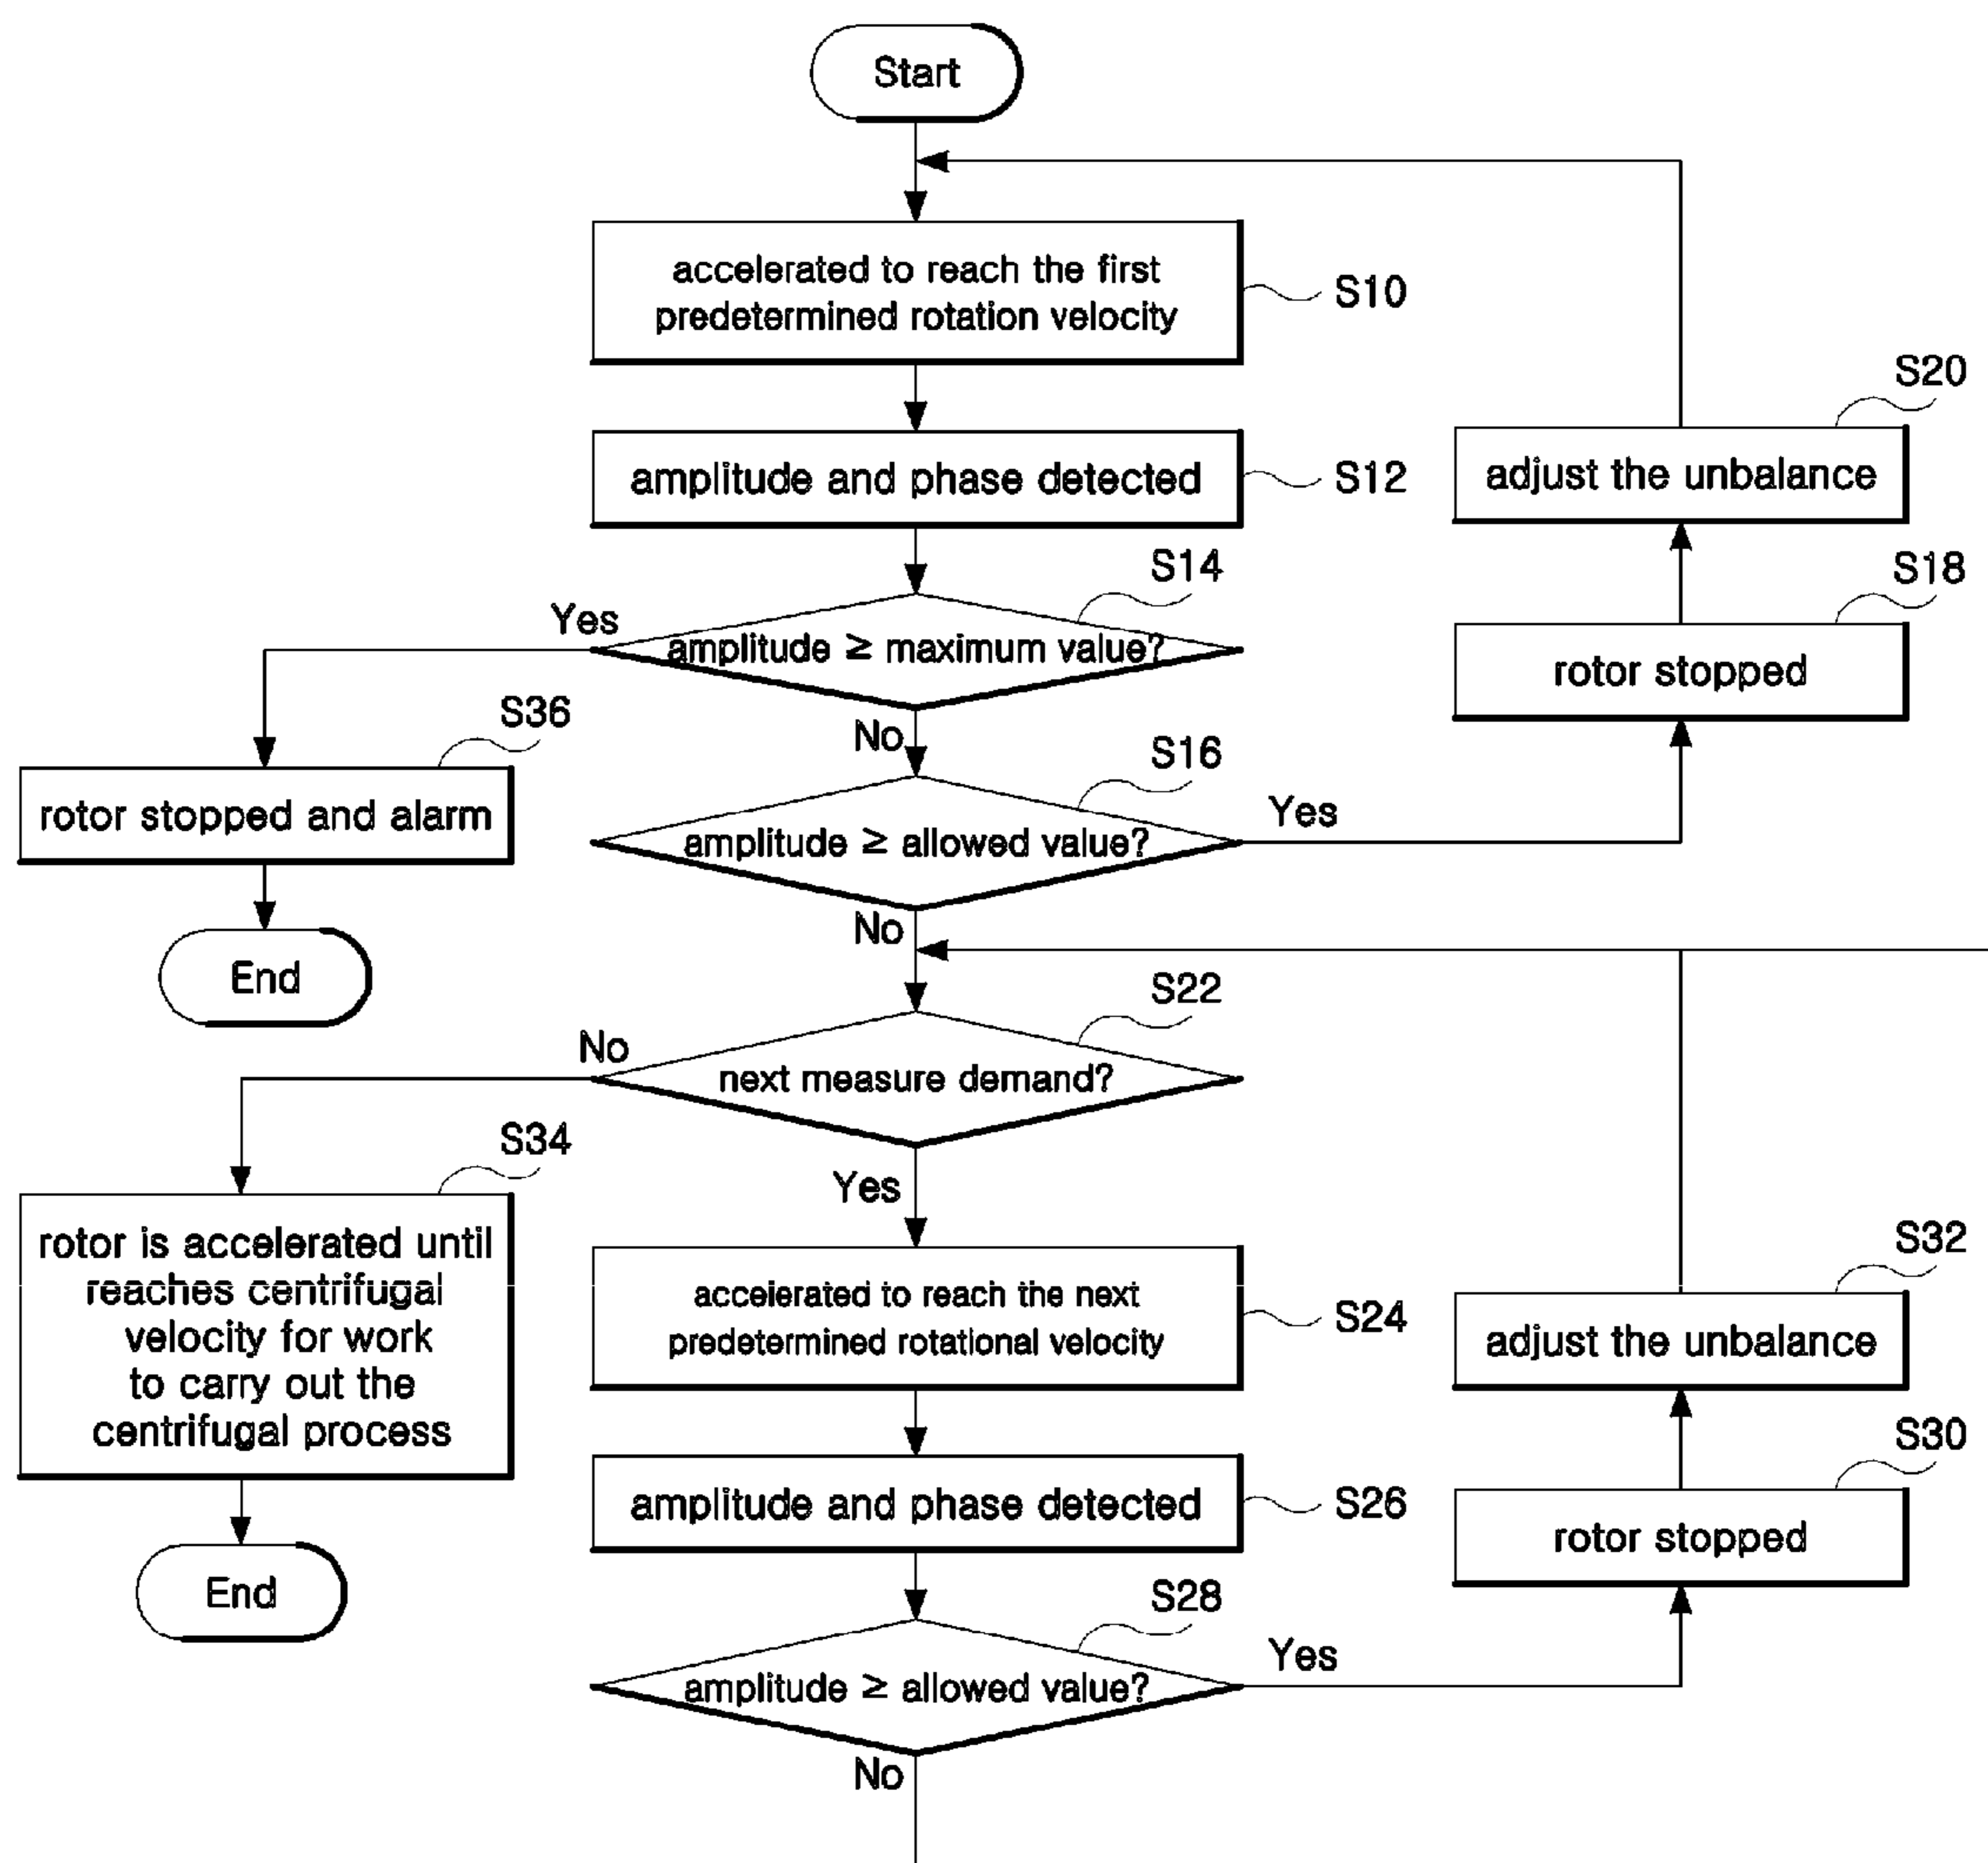 Start
accelerated to reach the first
predetermined rotation velocity
S10
amplitude and phase detected
S12
S14
amplitude ≥ maximum value?
Yes
No
S36
rotor stopped and alarm
End
S16
amplitude ≥ allowed value?
Yes
No
S18
rotor stopped
S20
adjust the unbalance
S22
next measure demand?
No
Yes
S34
rotor is accelerated until
reaches centrifugal
velocity for work
to carry out the
centrifugal process
End
accelerated to reach the next
predetermined rotational velocity
S24
amplitude and phase detected
S26
S28
amplitude ≥ allowed value?
Yes
No
S30
rotor stopped
S32
adjust the unbalance